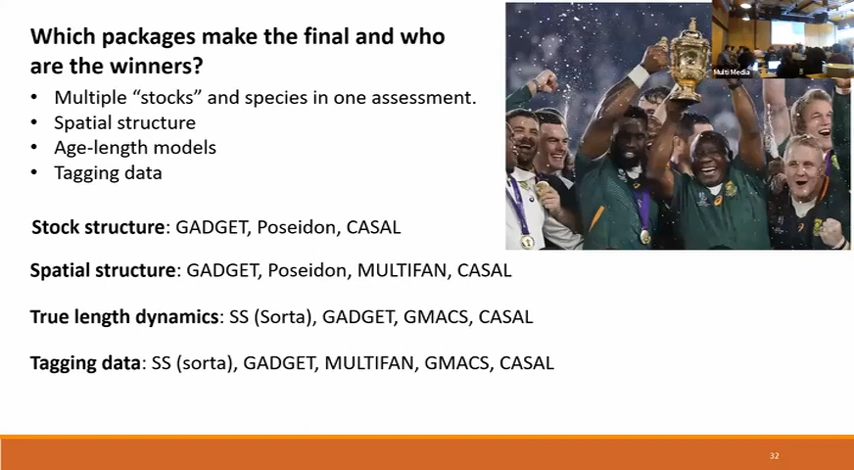 Which packages make the final and who
are the winners?
• Multiple “stocks” and species in one assessment.
• Spatial structure
• Age-length models
• Tagging data
Stock structure: GADGET, Poseidon, CASAL
Spatial structure: GADGET, Poseidon, MULTIFAN, CASAL
True length dynamics: SS (Sorta), GADGET, GMACS, CASAL
Tagging data: SS (sorta), GADGET, MULTIFAN, GMACS, CASAL
Multi Media
32